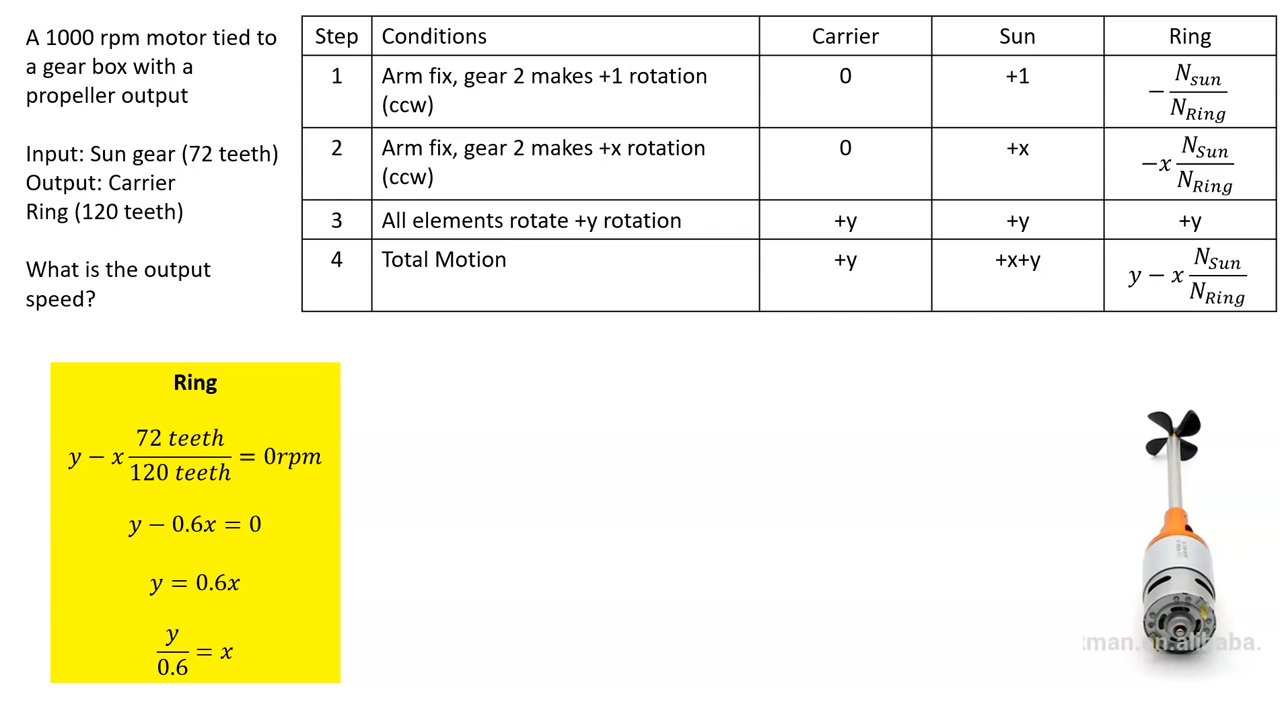 A 1000 rpm motor tied to
a gear box with a
propeller output
Input: Sun gear (72 teeth)
Output: Carrier
Ring (120 teeth)
What is the output
speed?
Step Conditions Carrier Sun Ring
1 Arm fix, gear 2 makes +1 rotation (ccw) 0 +1 −N_Sun/N_Ring
2 Arm fix, gear 2 makes +x rotation (ccw) 0 +x −x N_Sun/N_Ring
3 All elements rotate +y rotation +y +y +y
4 Total Motion +y +x+y y − x N_Sun/N_Ring
Ring
y − x 72 teeth/120 teeth = 0rpm
y − 0.6x = 0
y = 0.6x
y/0.6 = x
man.en.alibaba.